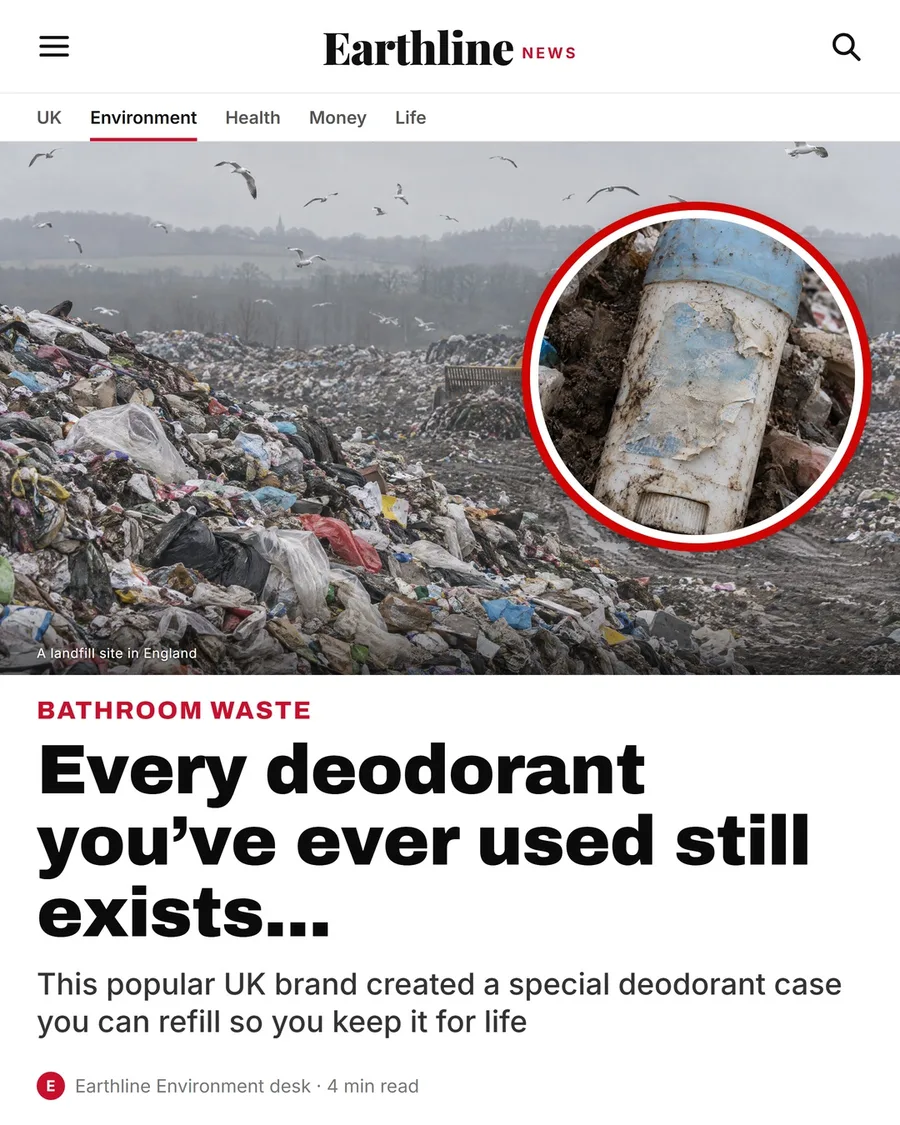 Earthline NEWS
UK Environment Health Money Life
A landfill site in England
BATHROOM WASTE
Every deodorant
you’ve ever used still
exists...
This popular UK brand created a special deodorant case
you can refill so you keep it for life
E Earthline Environment desk · 4 min read